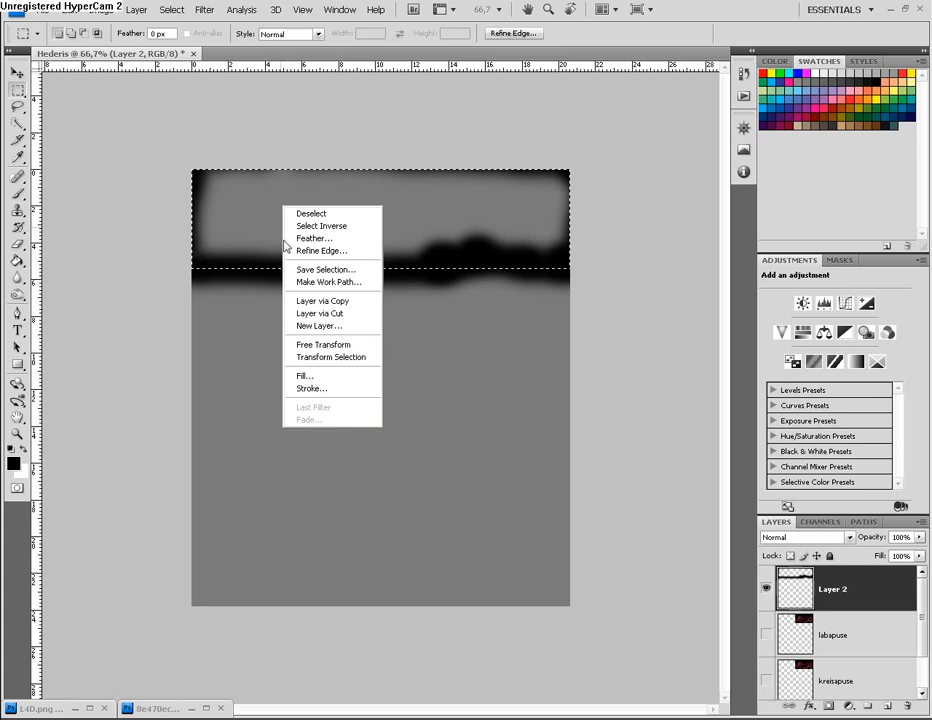 Unregistered HyperCam 2
Layer Select Filter Analysis 3D View Window Help
66,7
ESSENTIALS
Feather: 0 px Anti-alias Style: Normal Width: Height: Refine Edge...
Hederis @ 66,7% (Layer 2, RGB/8) *
Deselect
Select Inverse
Feather...
Refine Edge...
Save Selection...
Make Work Path...
Layer via Copy
Layer via Cut
New Layer...
Free Transform
Transform Selection
Fill...
Stroke...
Last Filter
Fade...
COLOR SWATCHES STYLES
ADJUSTMENTS MASKS
Add an adjustment
Levels Presets
Curves Presets
Exposure Presets
Hue/Saturation Presets
Black & White Presets
Channel Mixer Presets
Selective Color Presets
LAYERS CHANNELS PATHS
Normal Opacity: 100%
Lock: Fill: 100%
Layer 2
labapuse
kreisapuse
L4D.png ...
8e470ec...